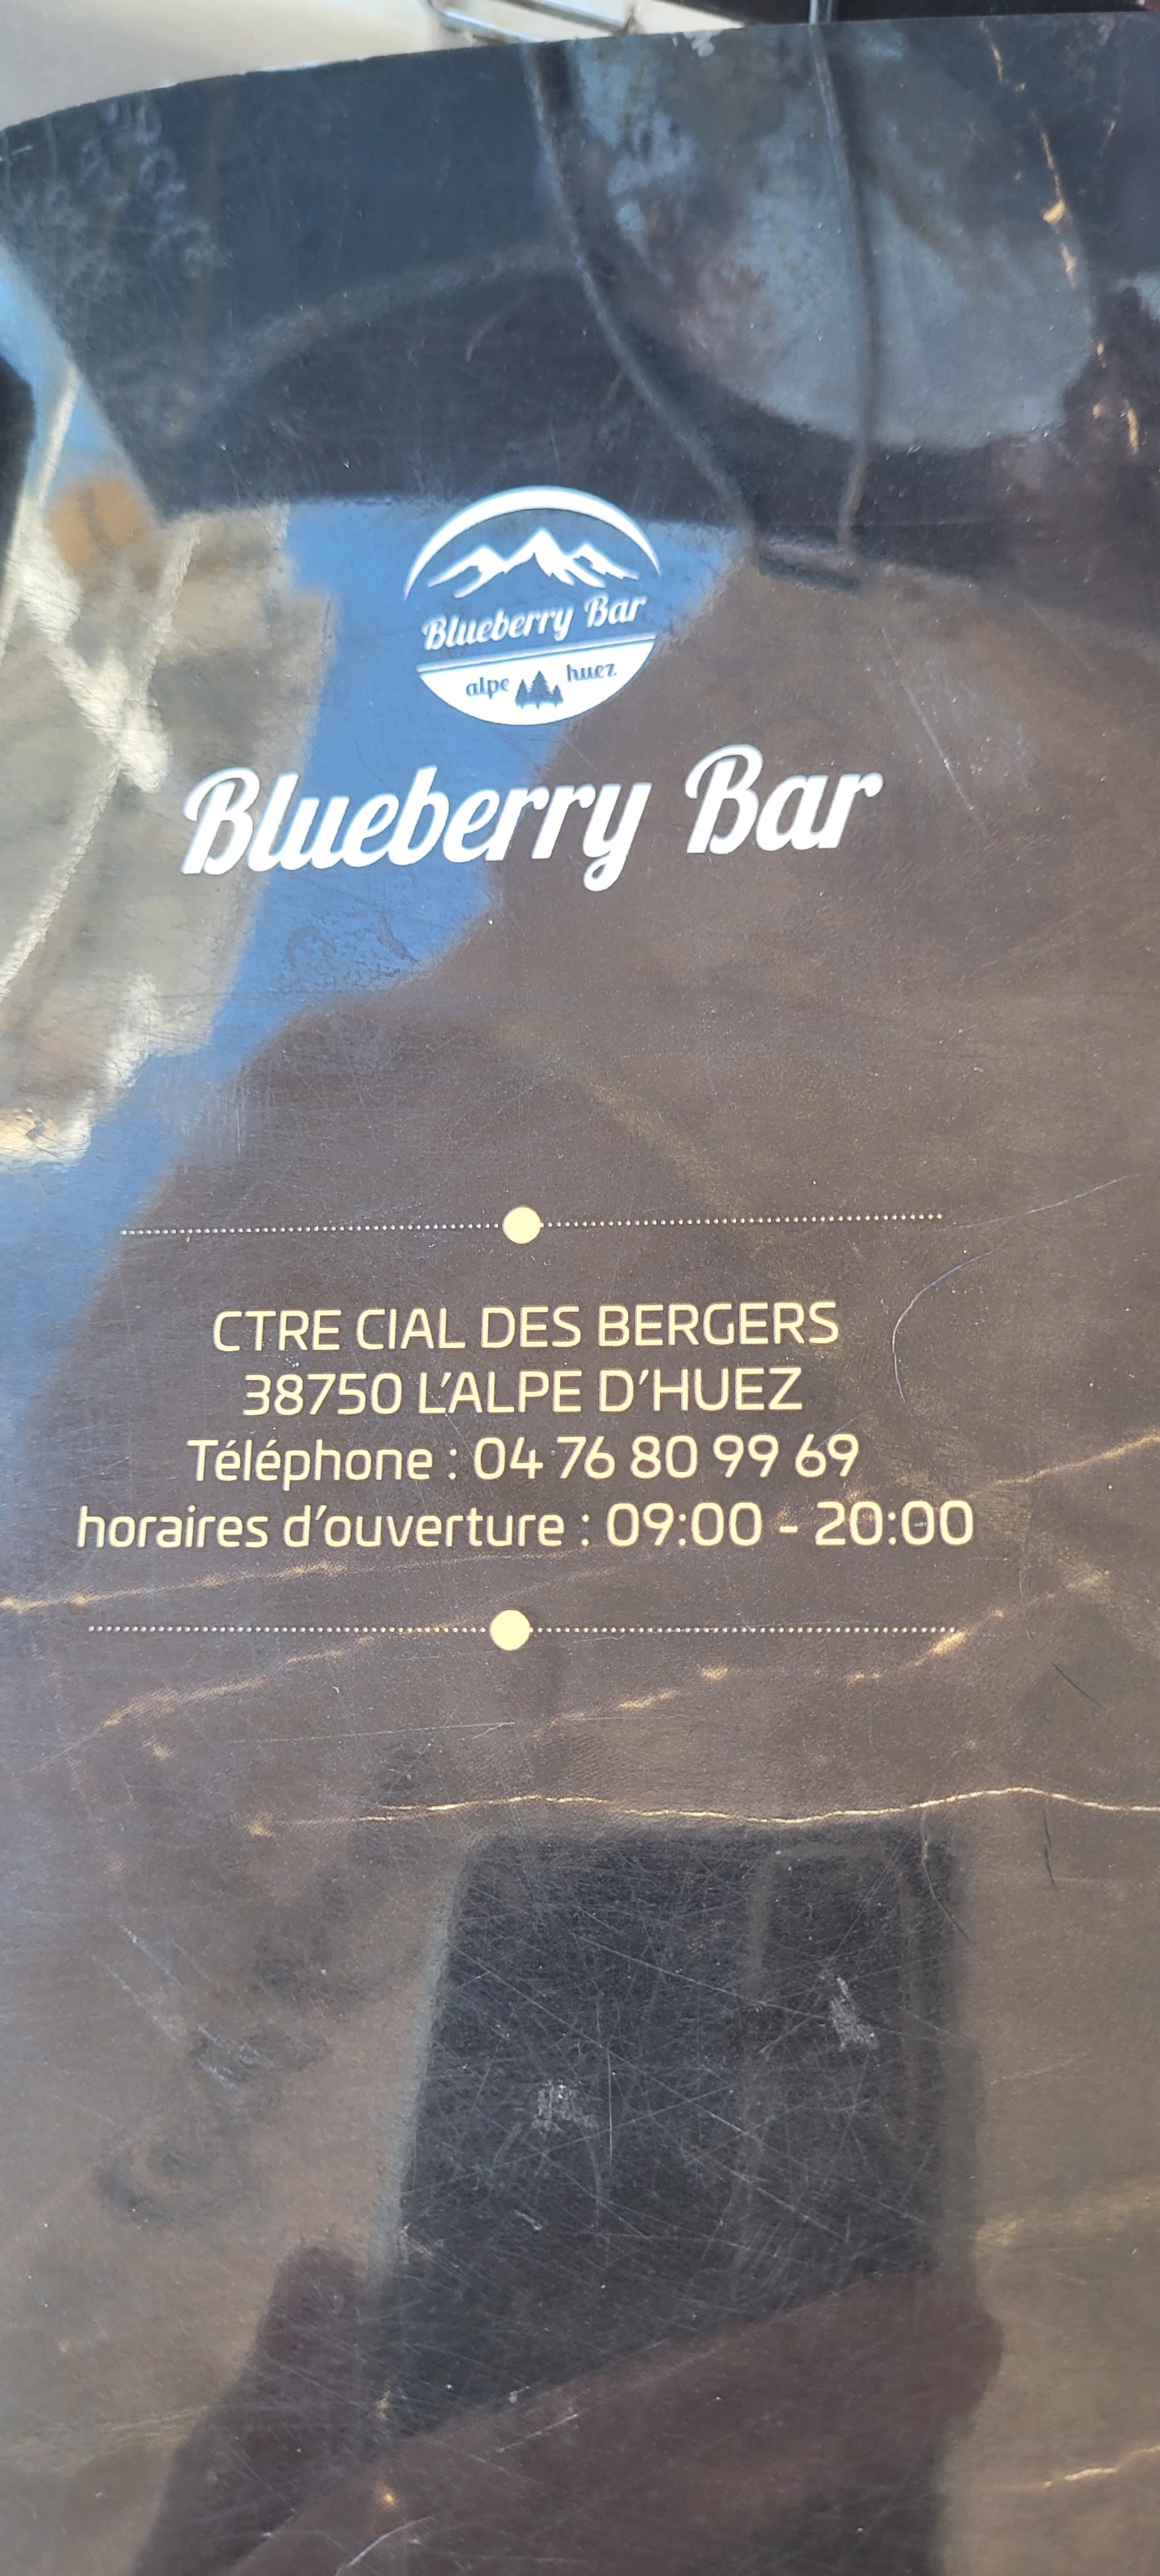 Blueberry Bar
alpe huez
Blueberry Bar
CTRE CIAL DES BERGERS
38750 L'ALPE D'HUEZ
Téléphone : 04 76 80 99 69
horaires d'ouverture : 09:00 - 20:00